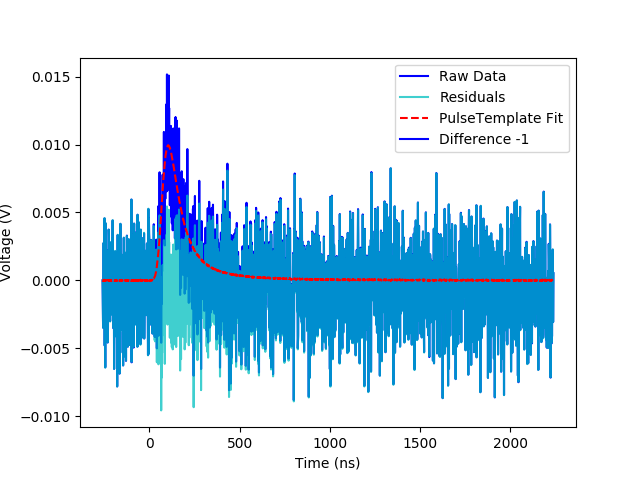 0.015
0.010
0.005
0.000
−0.005
−0.010
Voltage (V)
0
500
1000
1500
2000
Time (ns)
Raw Data
Residuals
PulseTemplate Fit
Difference -1